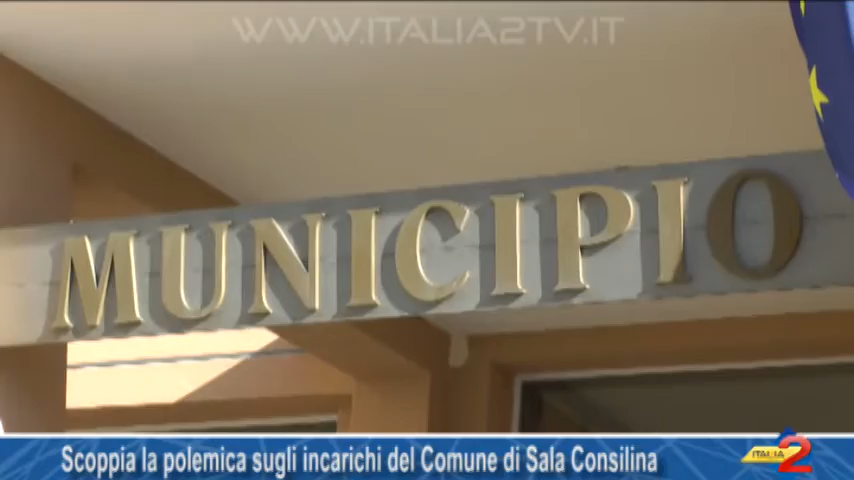 WWW.ITALIA2TV.IT
MUNICIPIO
Scoppia la polemica sugli incarichi del Comune di Sala Consilina
ITALIA 2